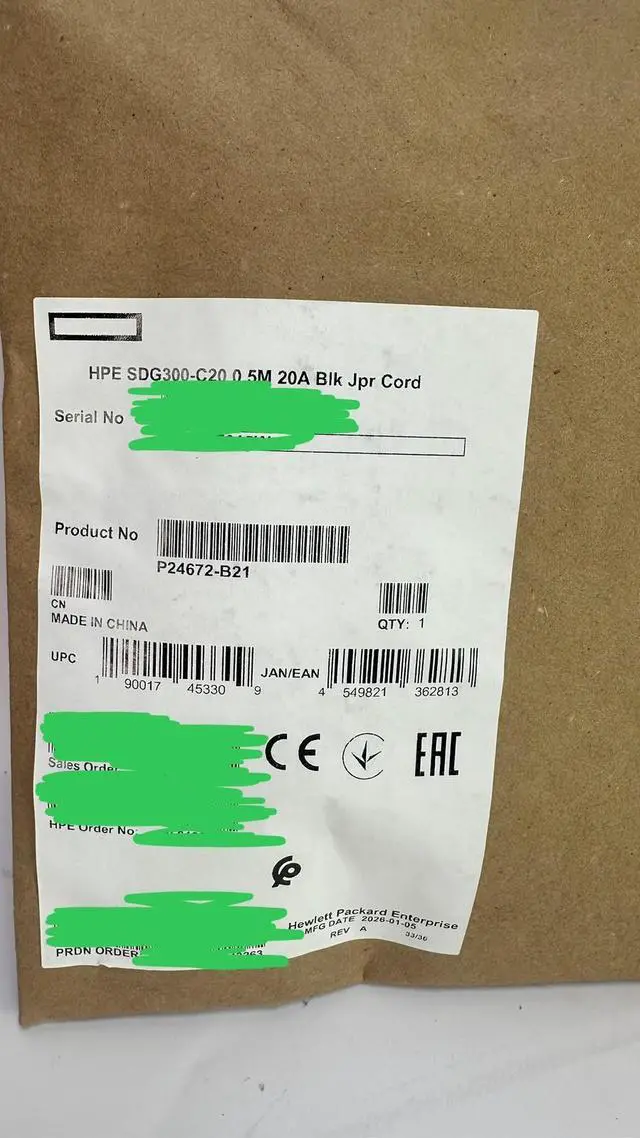 HPE SDG300-C20 0.5M 20A Blk Jpr Cord
Serial No
Product No
P24672-B21
CN
MADE IN CHINA
QTY: 1
UPC
1 90017 45330 9
JAN/EAN
4 549821 362813
CE
EAC
Sales Order
HPE Order No:
Hewlett Packard Enterprise
MFG DATE 2026-01-05
REV A
33/36
PRDN ORDER